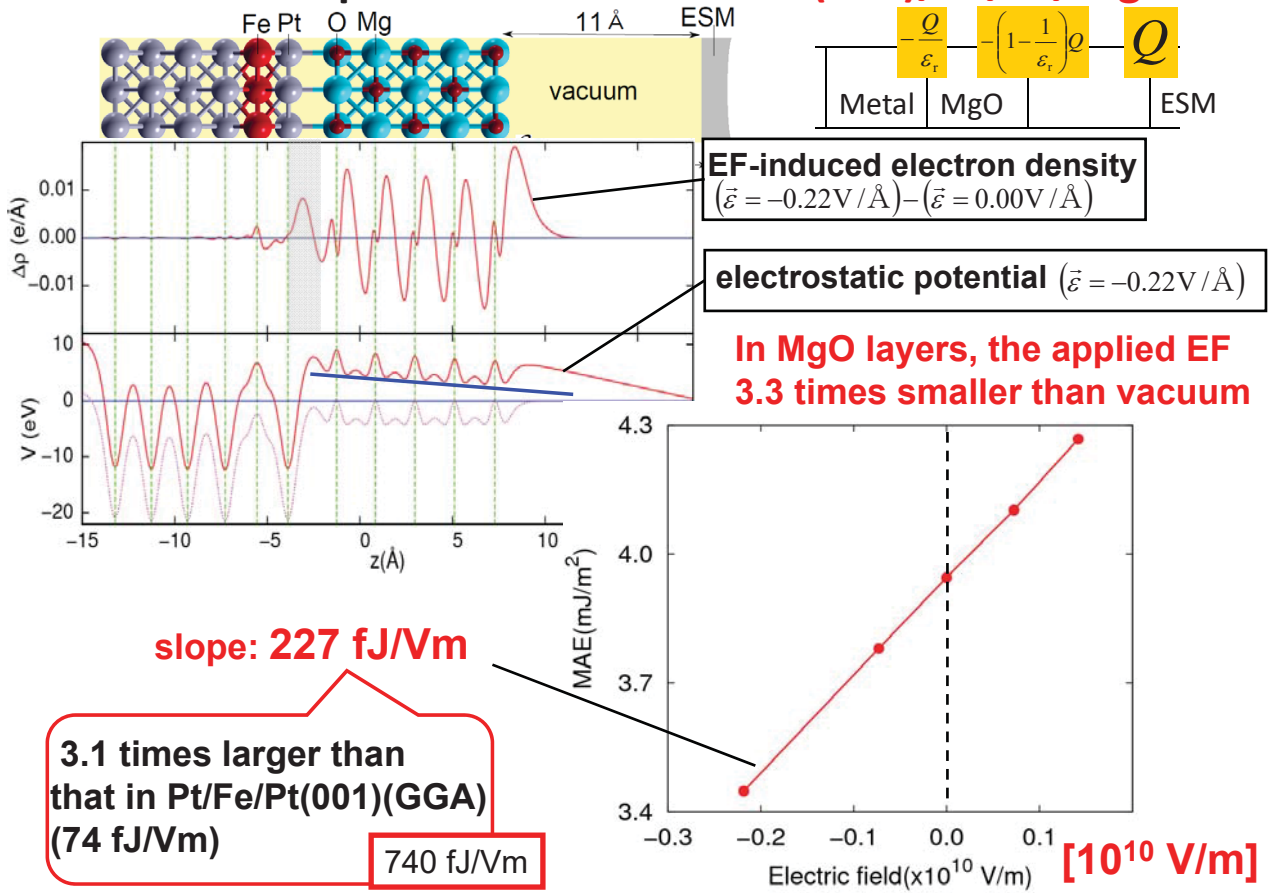 Fe Pt O Mg 11 Å ESM
vacuum
-Q/εr -(1-1/εr)Q Q
Metal MgO ESM
EF-induced electron density
(ε⃗ = −0.22V/Å)−(ε⃗ = 0.00V/Å)
0.01
0.00
−0.01
Δρ (e/Å)
electrostatic potential (ε⃗ = −0.22V/Å)
10
0
−10
−20
V (eV)
−15 −10 −5 0 5 10
z(Å)
In MgO layers, the applied EF
3.3 times smaller than vacuum
4.3
4.0
3.7
3.4
MAE(mJ/m²)
−0.3 −0.2 −0.1 0.0 0.1
Electric field(x10¹⁰ V/m)
[10¹⁰ V/m]
slope: 227 fJ/Vm
3.1 times larger than
that in Pt/Fe/Pt(001)(GGA)
(74 fJ/Vm)
740 fJ/Vm